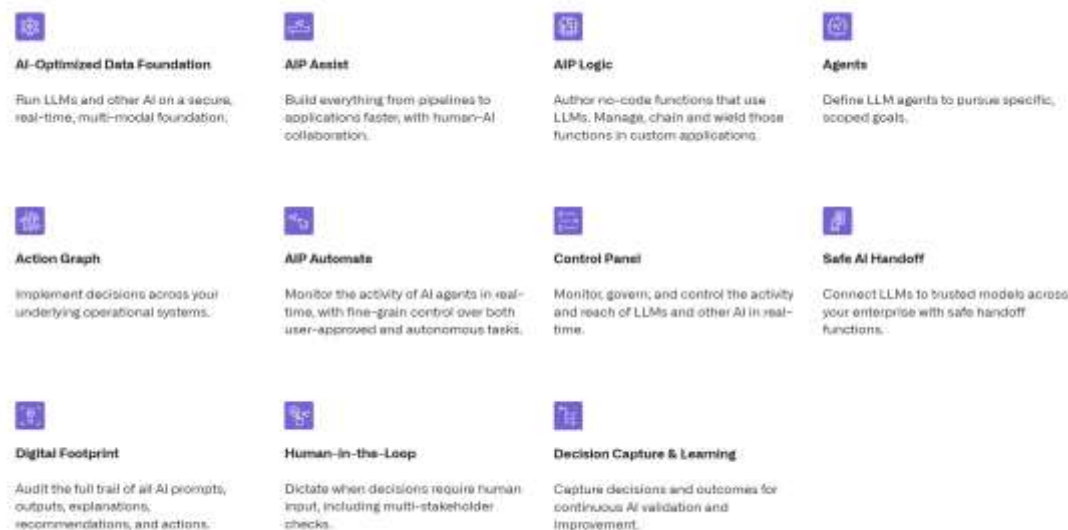 AI-Optimized Data Foundation
Run LLMs and other AI on a secure,
real-time, multi-modal foundation.
AIP Assist
Build everything from pipelines to
applications faster, with human-AI
collaboration.
AIP Logic
Author no-code functions that use
LLMs. Manage, chain and wield those
functions in custom applications.
Agents
Define LLM agents to pursue specific,
scoped goals.
Action Graph
Implement decisions across your
underlying operational systems.
AIP Automate
Monitor the activity of AI agents in real-
time, with fine-grain control over both
user-approved and autonomous tasks.
Control Panel
Monitor, govern, and control the activity
and reach of LLMs and other AI in real-
time.
Safe AI Handoff
Connect LLMs to trusted models across
your enterprise with safe handoff
functions.
Digital Footprint
Audit the full trail of all AI prompts,
outputs, explanations,
recommendations, and actions.
Human-in-the-Loop
Dictate when decisions require human
input, including multi-stakeholder
checks.
Decision Capture & Learning
Capture decisions and outcomes for
continuous AI validation and
improvement.